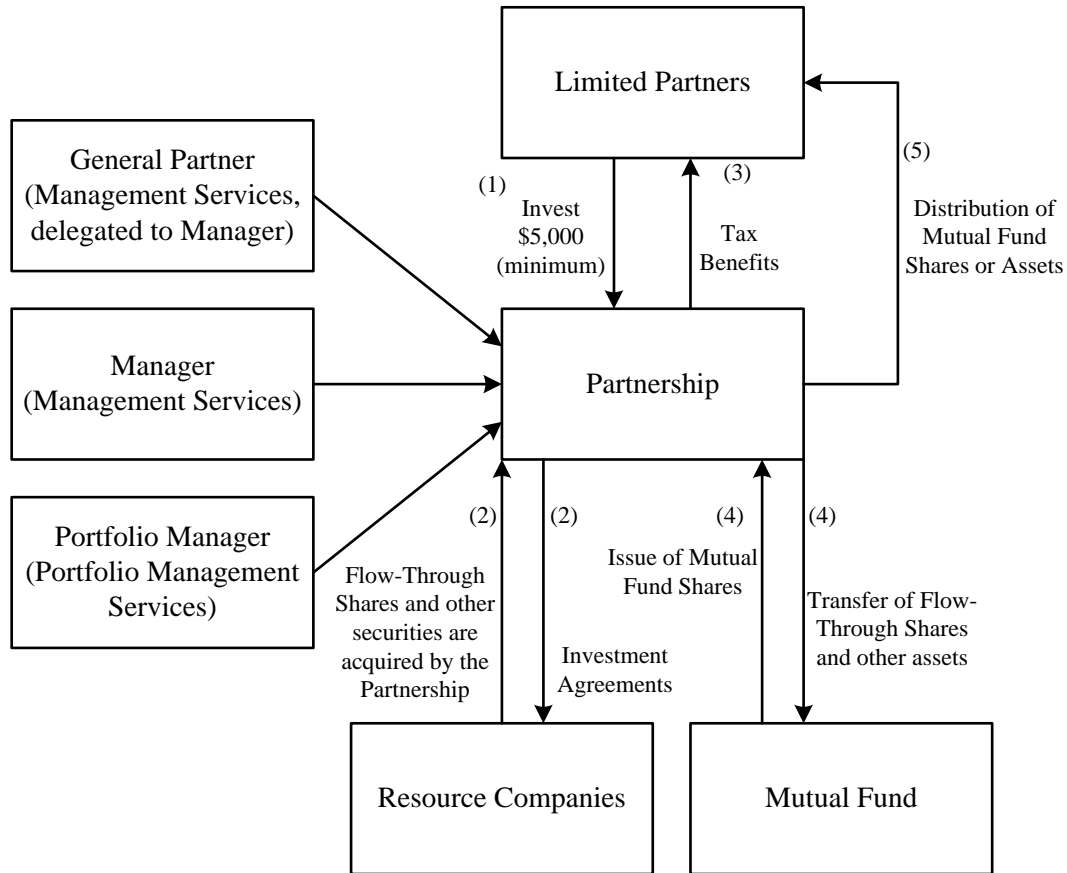 Limited Partners
General Partner
(Management Services,
delegated to Manager)
(1)
Invest
$5,000
(minimum)
(3)
Tax
Benefits
(5)
Distribution of
Mutual Fund
Shares or Assets
Manager
(Management Services)
Partnership
Portfolio Manager
(Portfolio Management
Services)
(2)
Flow-Through
Shares and other
securities are
acquired by the
Partnership
(2)
Investment
Agreements
(4)
Issue of Mutual
Fund Shares
(4)
Transfer of Flow-
Through Shares
and other assets
Resource Companies
Mutual Fund